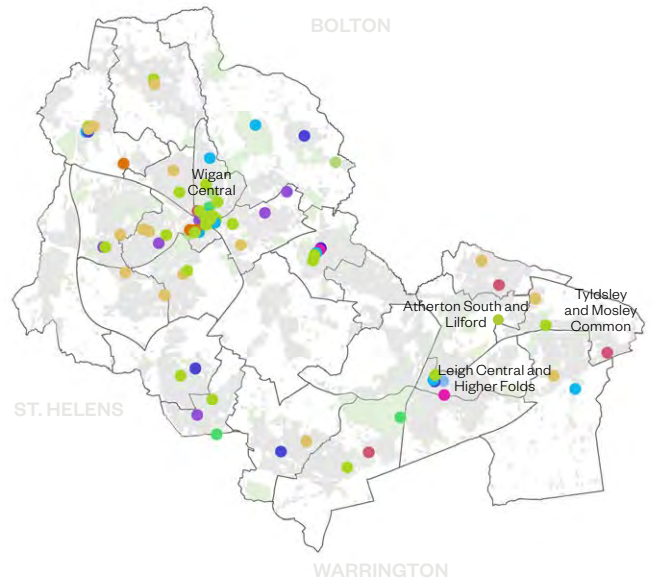 BOLTON
Wigan
Central
Atherton South and
Lilford
Tyldsley
and Mosley
Common
Leigh Central and
Higher Folds
ST. HELENS
WARRINGTON